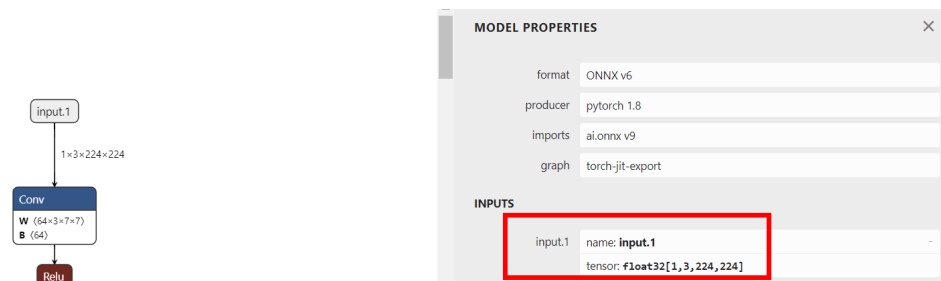 input.1
1×3×224×224
Conv
W ⟨64×3×7×7⟩
B ⟨64⟩
Relu
MODEL PROPERTIES
format ONNX v6
producer pytorch 1.8
imports ai.onnx v9
graph torch-jit-export
INPUTS
input.1 name: input.1
tensor: float32[1,3,224,224]